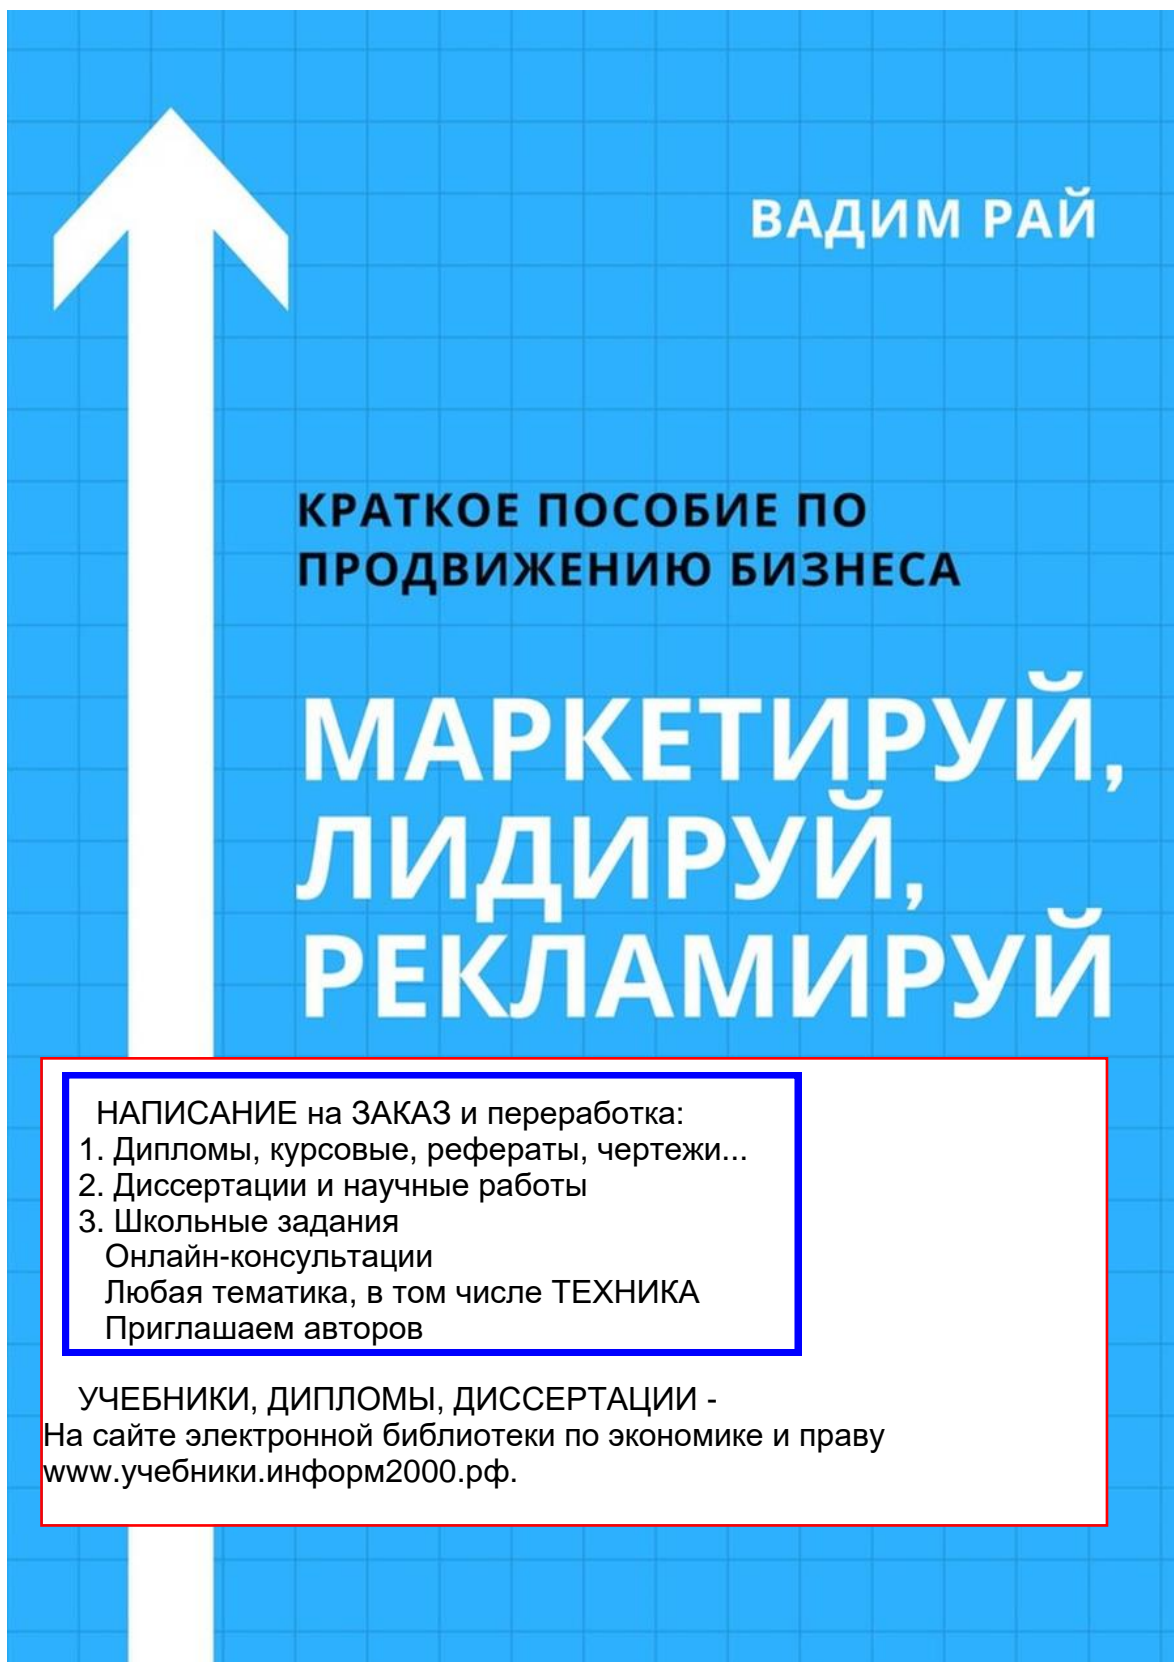 ВАДИМ РАЙ
КРАТКОЕ ПОСОБИЕ ПО
ПРОДВИЖЕНИЮ БИЗНЕСА
МАРКЕТИРУЙ,
ЛИДИРУЙ,
РЕКЛАМИРУЙ
НАПИСАНИЕ на ЗАКАЗ и переработка:
1. Дипломы, курсовые, рефераты, чертежи...
2. Диссертации и научные работы
3. Школьные задания
Онлайн-консультации
Любая тематика, в том числе ТЕХНИКА
Приглашаем авторов
УЧЕБНИКИ, ДИПЛОМЫ, ДИССЕРТАЦИИ -
На сайте электронной библиотеки по экономике и праву
www.учебники.информ2000.рф.